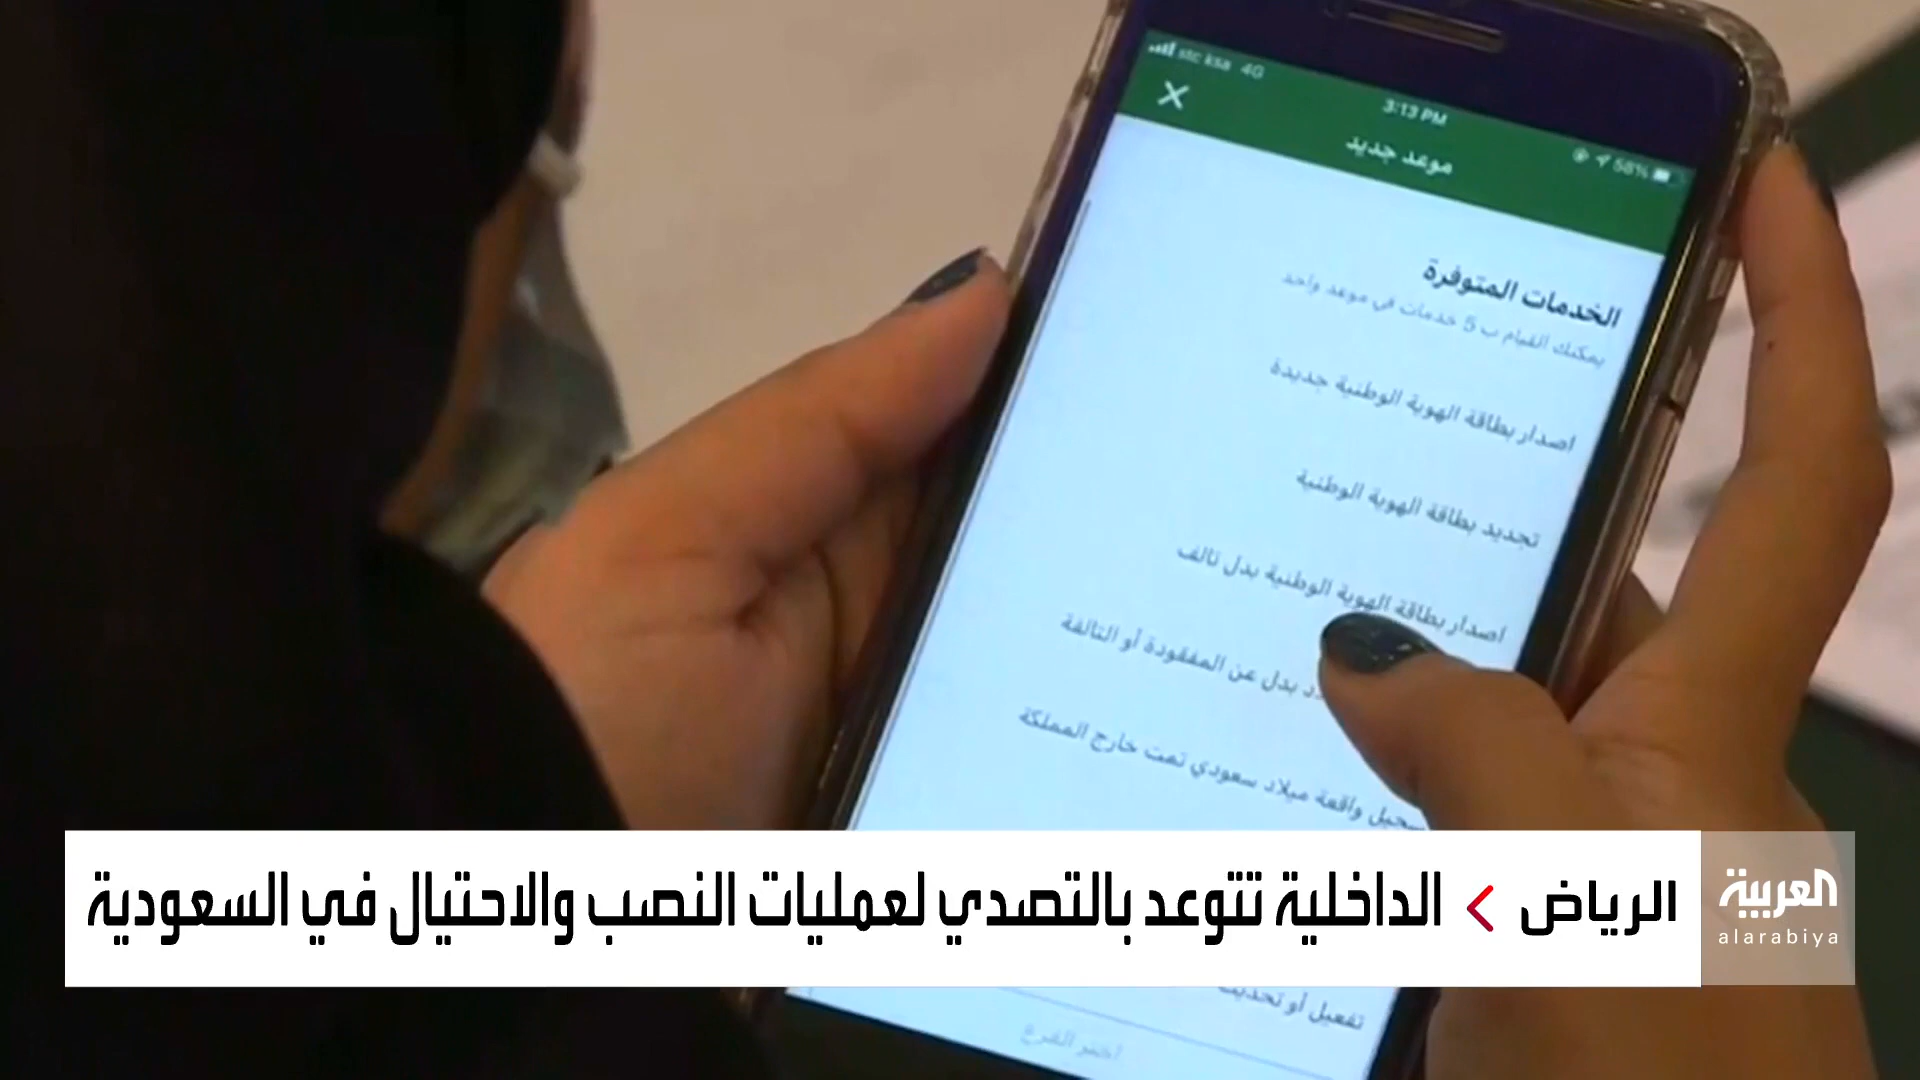 stc ksa 4G
3:13 PM
58%
موعد جديد
الخدمات المتوفرة
يمكنك القيام ب 5 خدمات في موعد واحد
اصدار بطاقة الهوية الوطنية جديدة
تجديد بطاقة الهوية الوطنية
اصدار بطاقة الهوية الوطنية بدل تالف
بدل عن المفقودة أو التالفة
واقعة ميلاد سعودي تمت خارج المملكة
العربية
alarabiya
الرياض
الداخلية تتوعد بالتصدي لعمليات النصب والاحتيال في السعودية
تفعيل أو تحديث
اختر الفرع